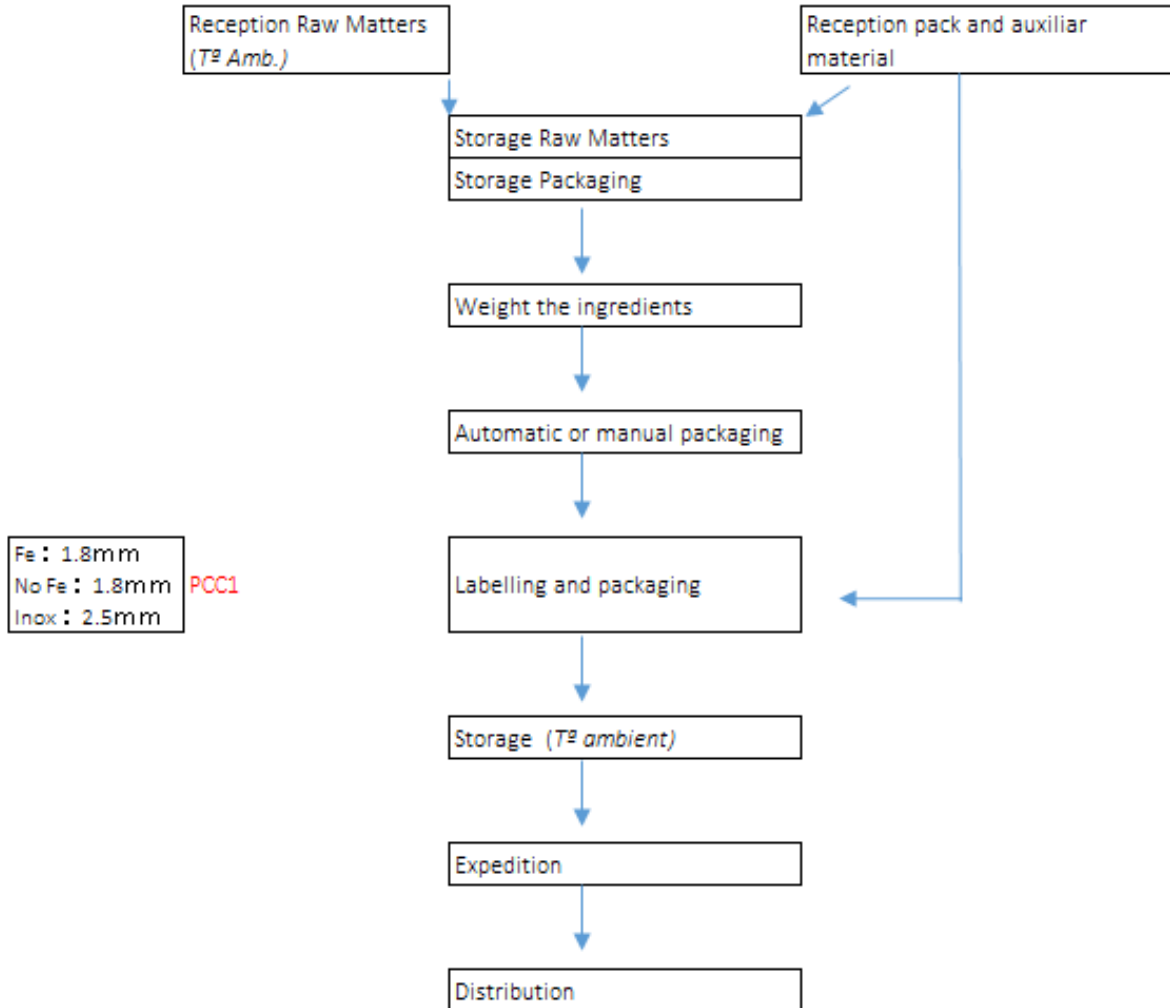 Reception Raw Matters
(Tª Amb.)
Reception pack and auxiliar
material
Storage Raw Matters
Storage Packaging
Weight the ingredients
Automatic or manual packaging
Fe : 1.8mm
No Fe : 1.8mm
Inox : 2.5mm
PCC1
Labelling and packaging
Storage (Tª ambient)
Expedition
Distribution